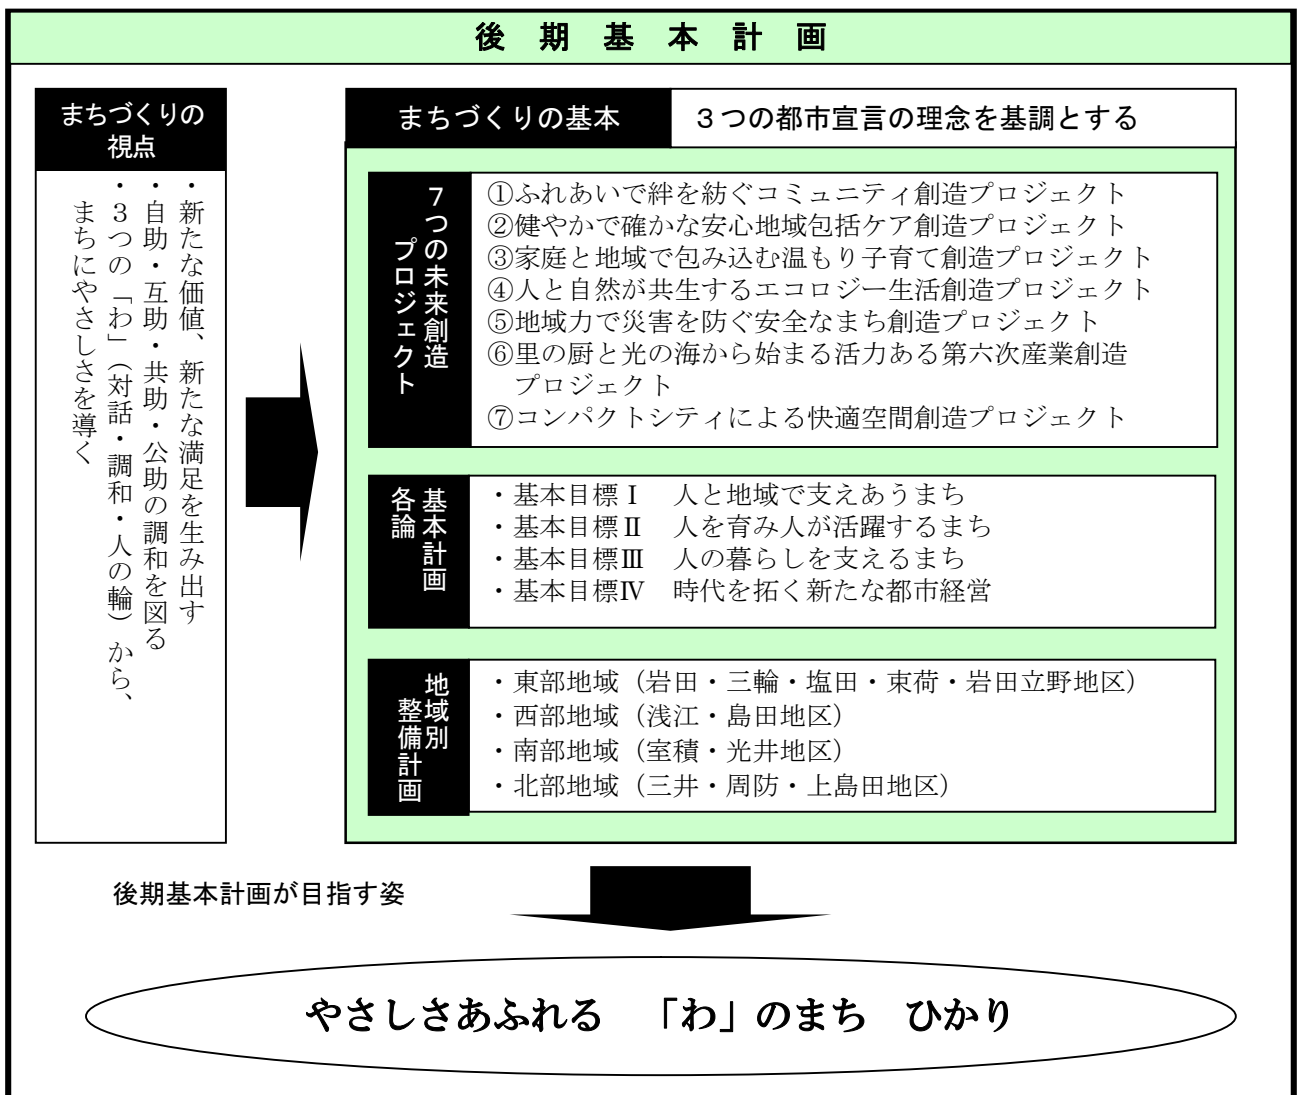 後期基本計画
まちづくりの
視点
・新たな価値、新たな満足を生み出す
・自助・互助・共助・公助の調和を図る
・３つの「わ」（対話・調和・人の輪）から、
まちにやさしさを導く
まちづくりの基本
３つの都市宣言の理念を基調とする
７つの未来創造
プロジェクト
①ふれあいで絆を紡ぐコミュニティ創造プロジェクト
②健やかで確かな安心地域包括ケア創造プロジェクト
③家庭と地域で包み込む温もり子育て創造プロジェクト
④人と自然が共生するエコロジー生活創造プロジェクト
⑤地域力で災害を防ぐ安全なまち創造プロジェクト
⑥里の厨と光の海から始まる活力ある第六次産業創造
プロジェクト
⑦コンパクトシティによる快適空間創造プロジェクト
基本計画
各論
・基本目標Ⅰ　人と地域で支えあうまち
・基本目標Ⅱ　人を育み人が活躍するまち
・基本目標Ⅲ　人の暮らしを支えるまち
・基本目標Ⅳ　時代を拓く新たな都市経営
地域別
整備計画
・東部地域（岩田・三輪・塩田・束荷・岩田立野地区）
・西部地域（浅江・島田地区）
・南部地域（室積・光井地区）
・北部地域（三井・周防・上島田地区）
後期基本計画が目指す姿
やさしさあふれる　「わ」のまち　ひかり